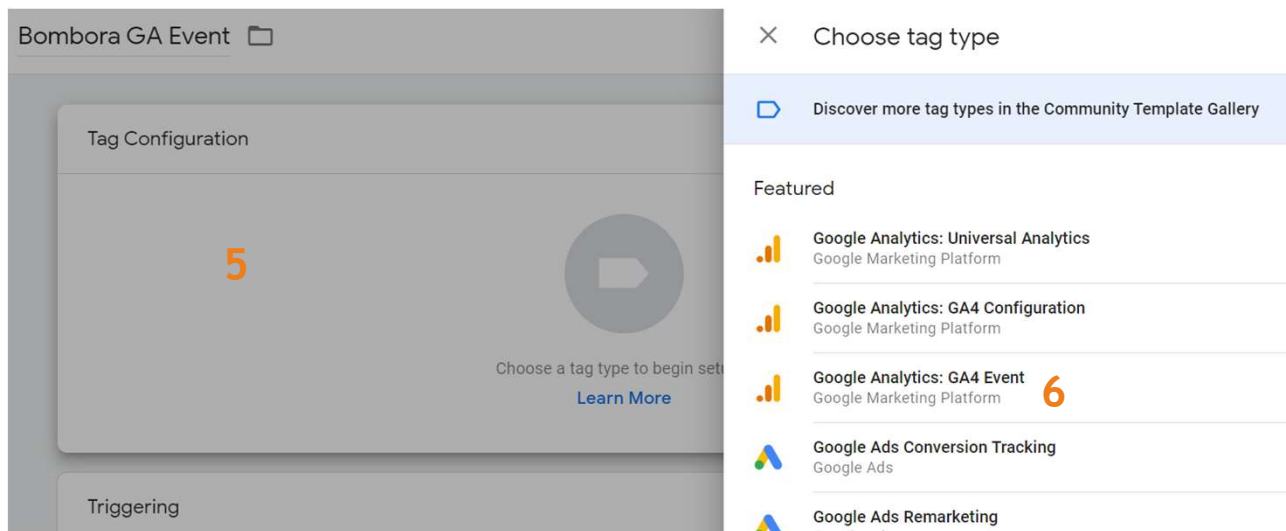 Bombora GA Event
Tag Configuration
5
Choose a tag type to begin setu
Learn More
Triggering
Choose tag type
Discover more tag types in the Community Template Gallery
Featured
Google Analytics: Universal Analytics
Google Marketing Platform
Google Analytics: GA4 Configuration
Google Marketing Platform
Google Analytics: GA4 Event
Google Marketing Platform
6
Google Ads Conversion Tracking
Google Ads
Google Ads Remarketing